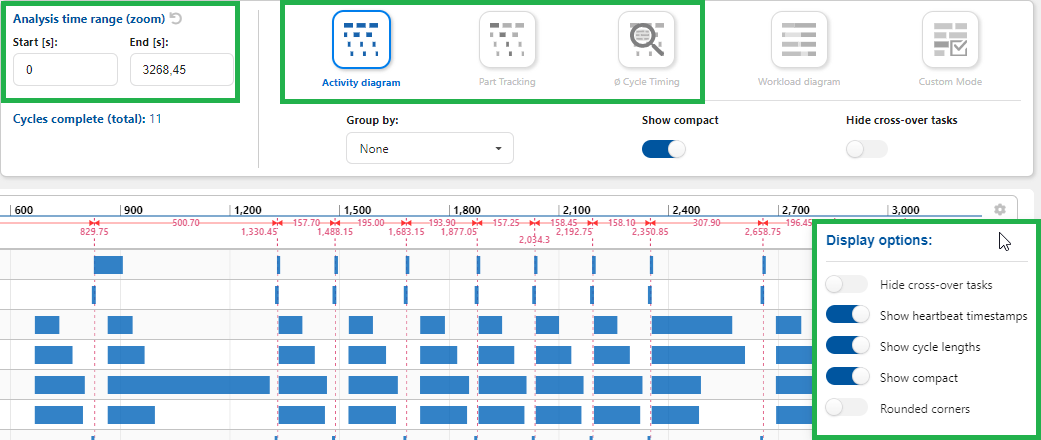 Analysis time range (zoom)
Start [s]: End [s]:
0 3268,45
Cycles complete (total): 11
Activity diagram Part Tracking Ø Cycle Timing Workload diagram Custom Mode
Group by: Show compact Hide cross-over tasks
None
600 900 1,200 1,500 1,800 2,100 2,400 2,700 3,000
500.70 157.70 195.00 193.90 157.25 158.45 158.10 307.90 196.45
829.75 1,330.45 1,488.15 1,683.15 1,877.05 2,034.3 2,192.75 2,350.85 2,658.75
Display options:
Hide cross-over tasks
Show heartbeat timestamps
Show cycle lengths
Show compact
Rounded corners